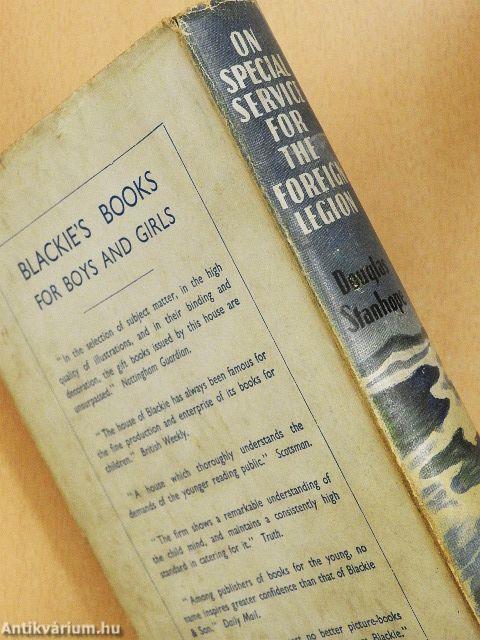 ON
SPECIAL
SERVICE
FOR
THE
FOREIGN
LEGION
Douglas
Stanhope
BLACKIE'S BOOKS
FOR BOYS AND GIRLS
"In the selection of subject matter, in the high
quality of illustrations, and in their binding and
decoration, the gift books issued by this house are
unsurpassed." Nottingham Guardian.
"The house of Blackie has always been famous for
the fine production and enterprise of its books for
children." British Weekly.
"A house which thoroughly understands the
demands of the younger reading public." Scotsman.
"The firm shows a remarkable understanding of
the child mind, and maintains a consistently high
standard in catering for it." Truth.
"Among publishers of books for the young, no
name inspires greater confidence than that of Blackie
& Son." Daily Mail.
no better picture-books
Antikvárium.hu